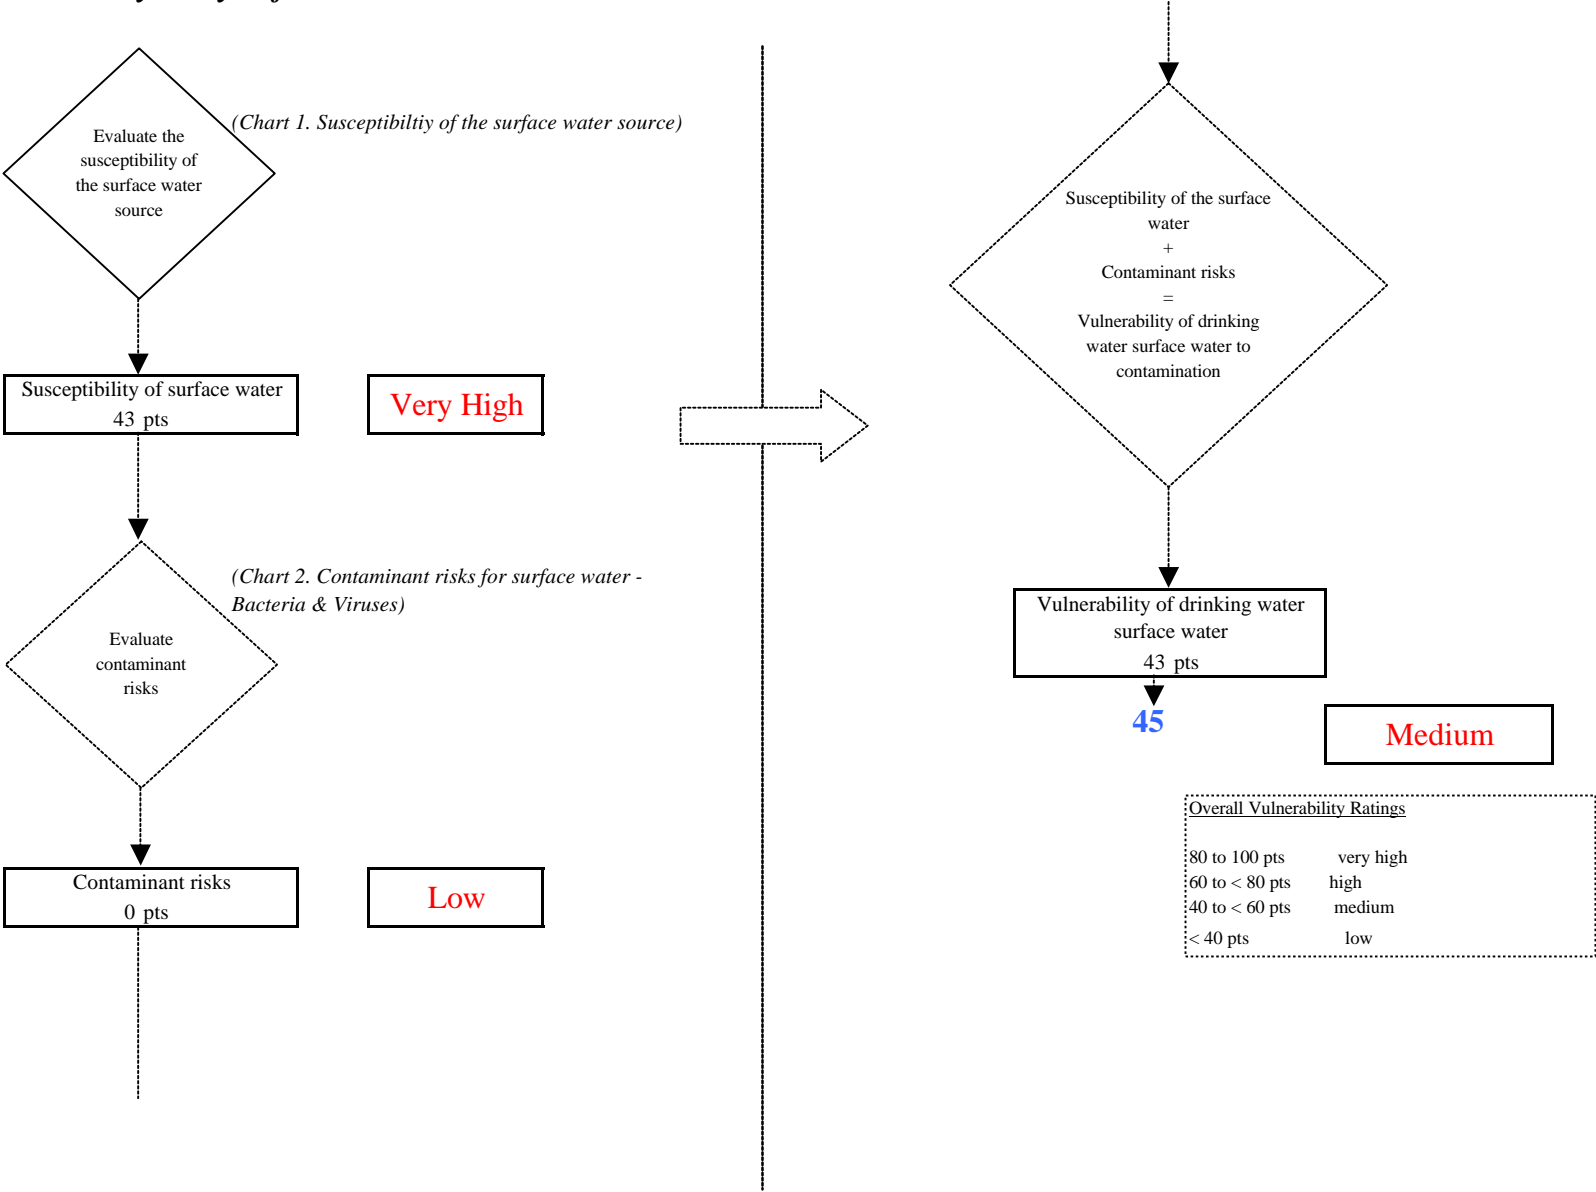 (Chart 1. Susceptibiltiy of the surface water source)
Evaluate the
susceptibility of
the surface water
source
Susceptibility of surface water
43 pts
Very High
(Chart 2. Contaminant risks for surface water -
Bacteria & Viruses)
Evaluate
contaminant
risks
Contaminant risks
0 pts
Low
Susceptibility of the surface
water
+
Contaminant risks
=
Vulnerability of drinking
water surface water to
contamination
Vulnerability of drinking water
surface water
43 pts
45
Medium
Overall Vulnerability Ratings
80 to 100 pts very high
60 to < 80 pts high
40 to < 60 pts medium
< 40 pts low